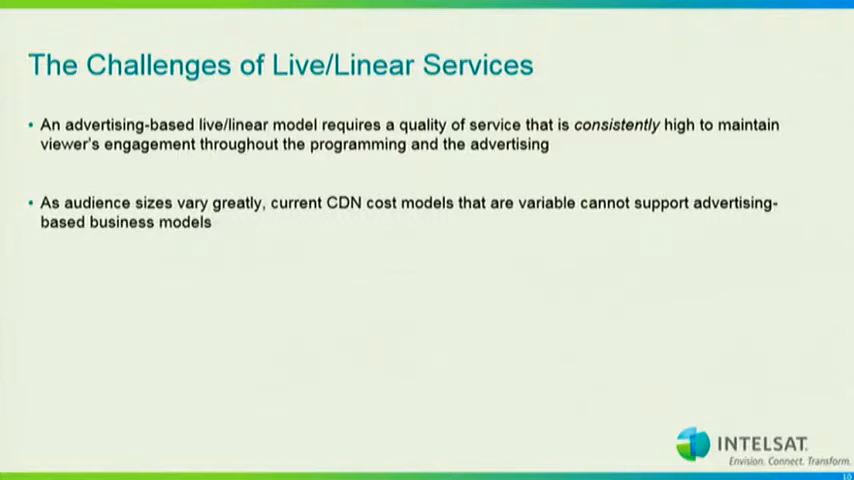 The Challenges of Live/Linear Services
• An advertising-based live/linear model requires a quality of service that is consistently high to maintain
viewer's engagement throughout the programming and the advertising
• As audience sizes vary greatly, current CDN cost models that are variable cannot support advertising-
based business models
INTELSAT.
Envision. Connect. Transform.
10